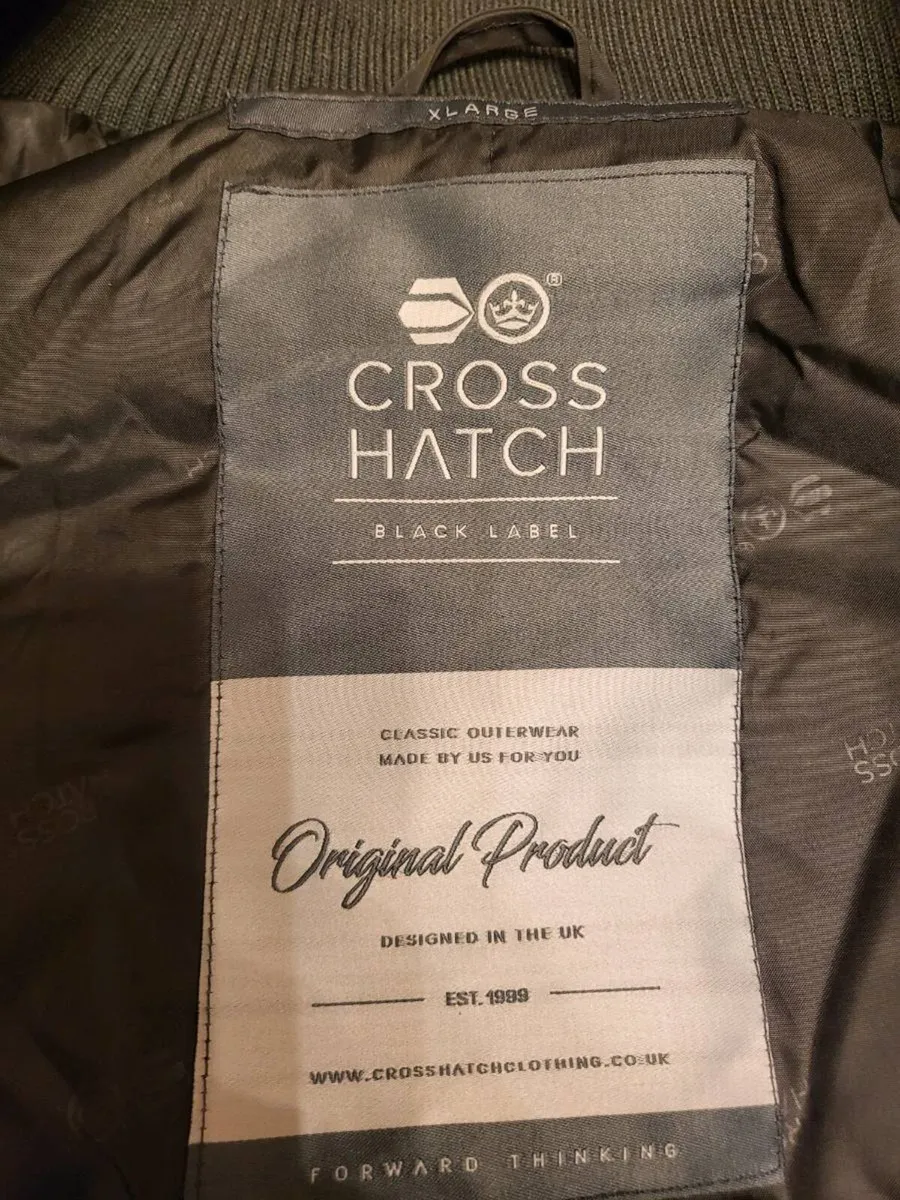 XLARGE
®
CROSS
HATCH
BLACK LABEL
CLASSIC OUTERWEAR
MADE BY US FOR YOU
Original Product
DESIGNED IN THE UK
EST. 1999
WWW.CROSSHATCHCLOTHING.CO.UK
FORWARD THINKING